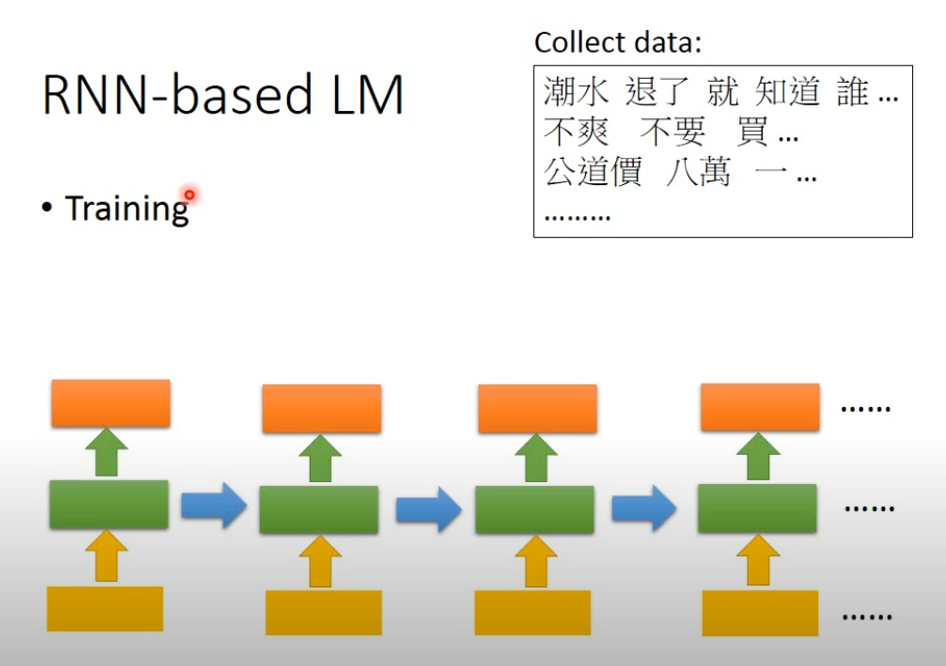 RNN-based LM
• Training
Collect data:
潮水 退了 就 知道 誰 …
不爽 不要 買 …
公道價 八萬 一 …
………
……
……
……